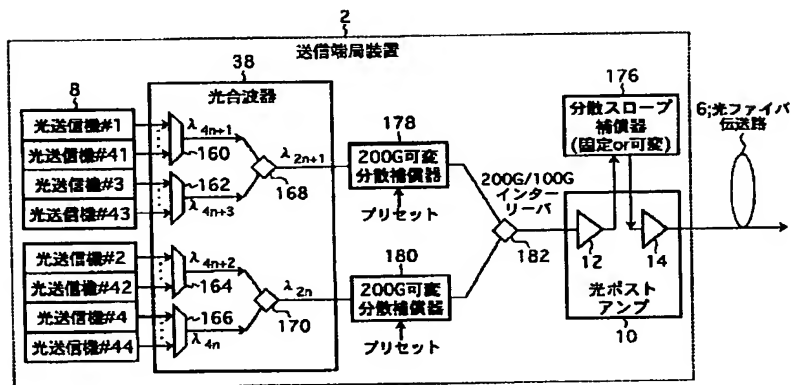 2
送信端局装置
8
光送信機#1
光送信機#41
光送信機#3
光送信機#43
光送信機#2
光送信機#42
光送信機#4
光送信機#44
38
光合波器
λ4n+1
160
162
λ4n+3
168
λ2n+1
λ4n+2
164
166
λ4n
170
λ2n
178
200G可変
分散補償器
プリセット
180
200G可変
分散補償器
プリセット
200G/100G
インター
リーバ
182
176
分散スロープ
補償器
(固定or可変)
12
14
光ポスト
アンプ
10
6;光ファイバ
伝送路